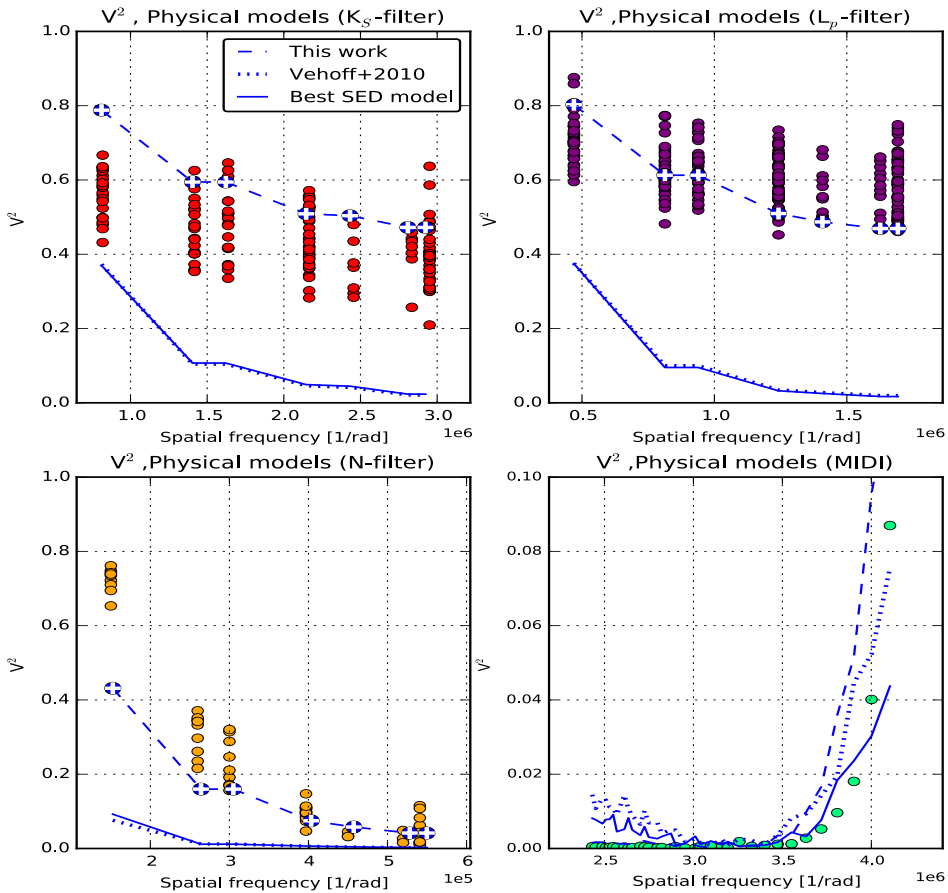 V² , Physical models (K_S-filter)
This work
Vehoff+2010
Best SED model
V²
1.0
0.8
0.6
0.4
0.2
0.0
1.0 1.5 2.0 2.5 3.0
1e6
Spatial frequency [1/rad]
V² ,Physical models (L_p-filter)
V²
1.0
0.8
0.6
0.4
0.2
0.0
0.5 1.0 1.5
1e6
Spatial frequency [1/rad]
V² ,Physical models (N-filter)
V²
1.0
0.8
0.6
0.4
0.2
0.0
2 3 4 5 6
1e5
Spatial frequency [1/rad]
V² ,Physical models (MIDI)
V²
0.10
0.08
0.06
0.04
0.02
0.00
2.5 3.0 3.5 4.0
1e6
Spatial frequency [1/rad]